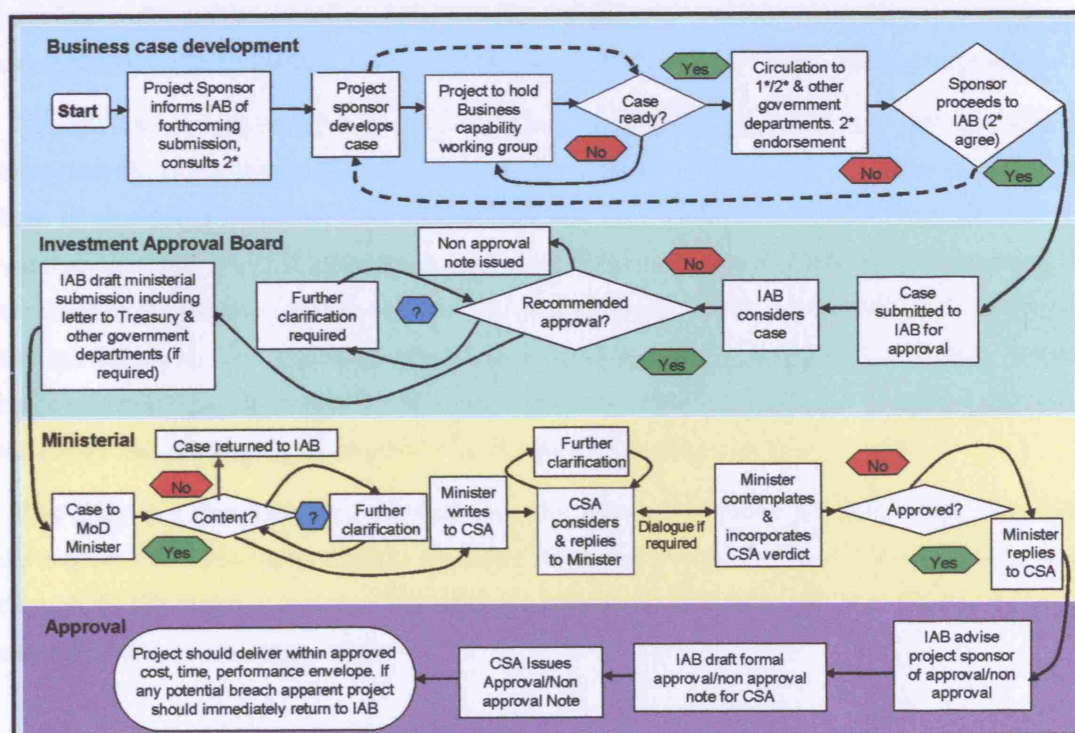 Business case development
Start
Project Sponsor
informs IAB of
forthcoming
submission,
consults 2*
Project
sponsor
develops
case
Project to hold
Business
capability
working group
Case
ready?
Yes
No
Circulation to
1*/2* & other
government
departments. 2*
endorsement
Sponsor
proceeds to
IAB (2*
agree)
No
Yes
Investment Approval Board
IAB draft ministerial
submission including
letter to Treasury &
other government
departments (if
required)
Further
clarification
required
?
Non approval
note issued
Recommended
approval?
No
Yes
IAB
considers
case
Case
submitted to
IAB for
approval
Ministerial
Case returned to IAB
Case to
MoD
Minister
No
Yes
Content?
?
Further
clarification
Minister
writes
to CSA
Further
clarification
CSA
considers
& replies
to Minister
Dialogue if
required
Minister
contemplates
&
incorporates
CSA verdict
No
Approved?
Yes
Minister
replies
to CSA
Approval
Project should deliver within approved
cost, time, performance envelope. If
any potential breach apparent project
should immediately return to IAB
CSA Issues
Approval/Non
approval Note
IAB draft formal
approval/non approval
note for CSA
IAB advise
project sponsor
of approval/non
approval